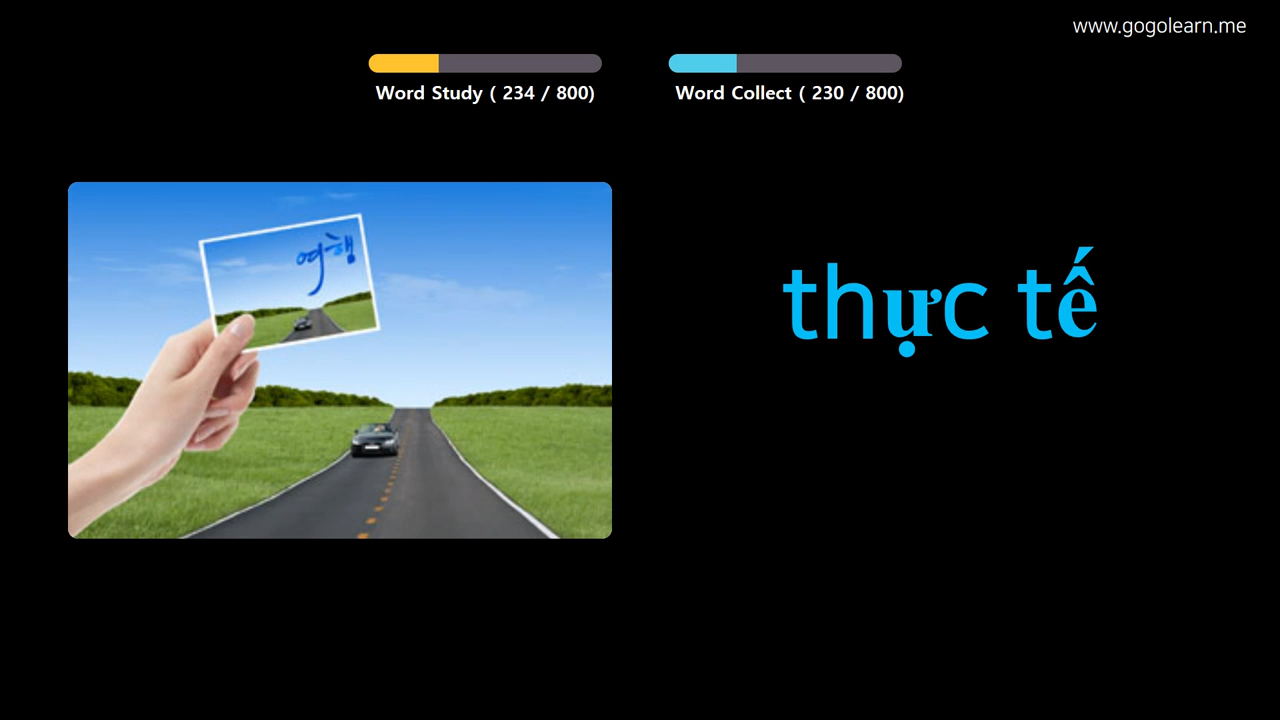 www.gogolearn.me
Word Study ( 234 / 800)
Word Collect ( 230 / 800)
여행
thực tế